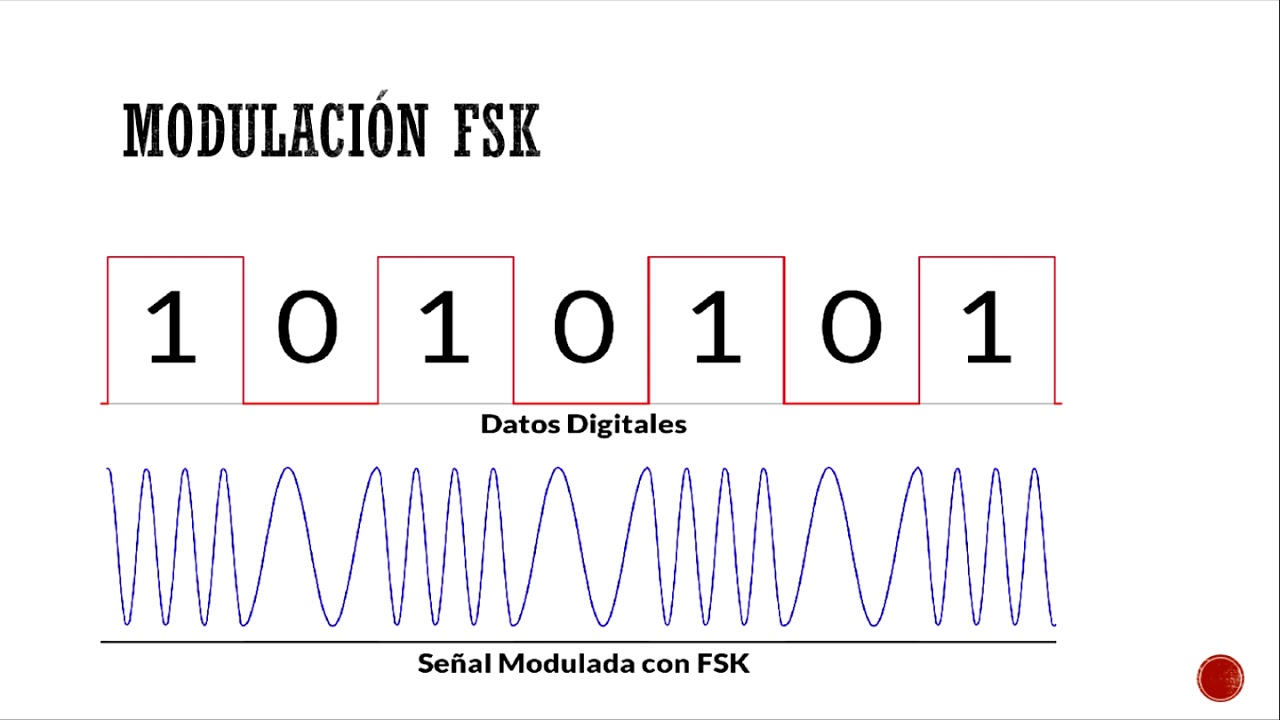 MODULACIÓN FSK
1 0 1 0 1 0 1
Datos Digitales
Señal Modulada con FSK